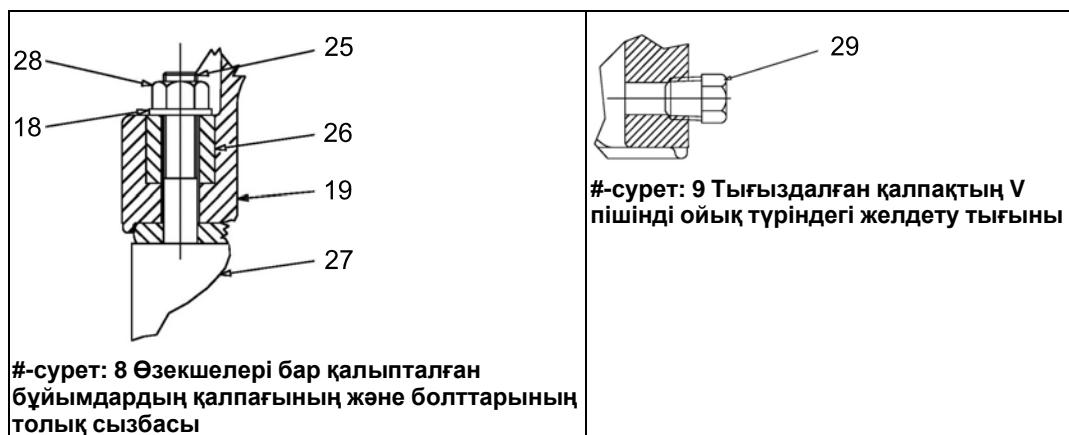 28
25
18
26
19
27
#-сурет: 8 Өзекшелері бар қалыпталған
бұйымдардың қалпағының және болттарының
толық сызбасы
29
#-сурет: 9 Тығыздалған қалпақтың V
пішінді ойық түріндегі желдету тығыны